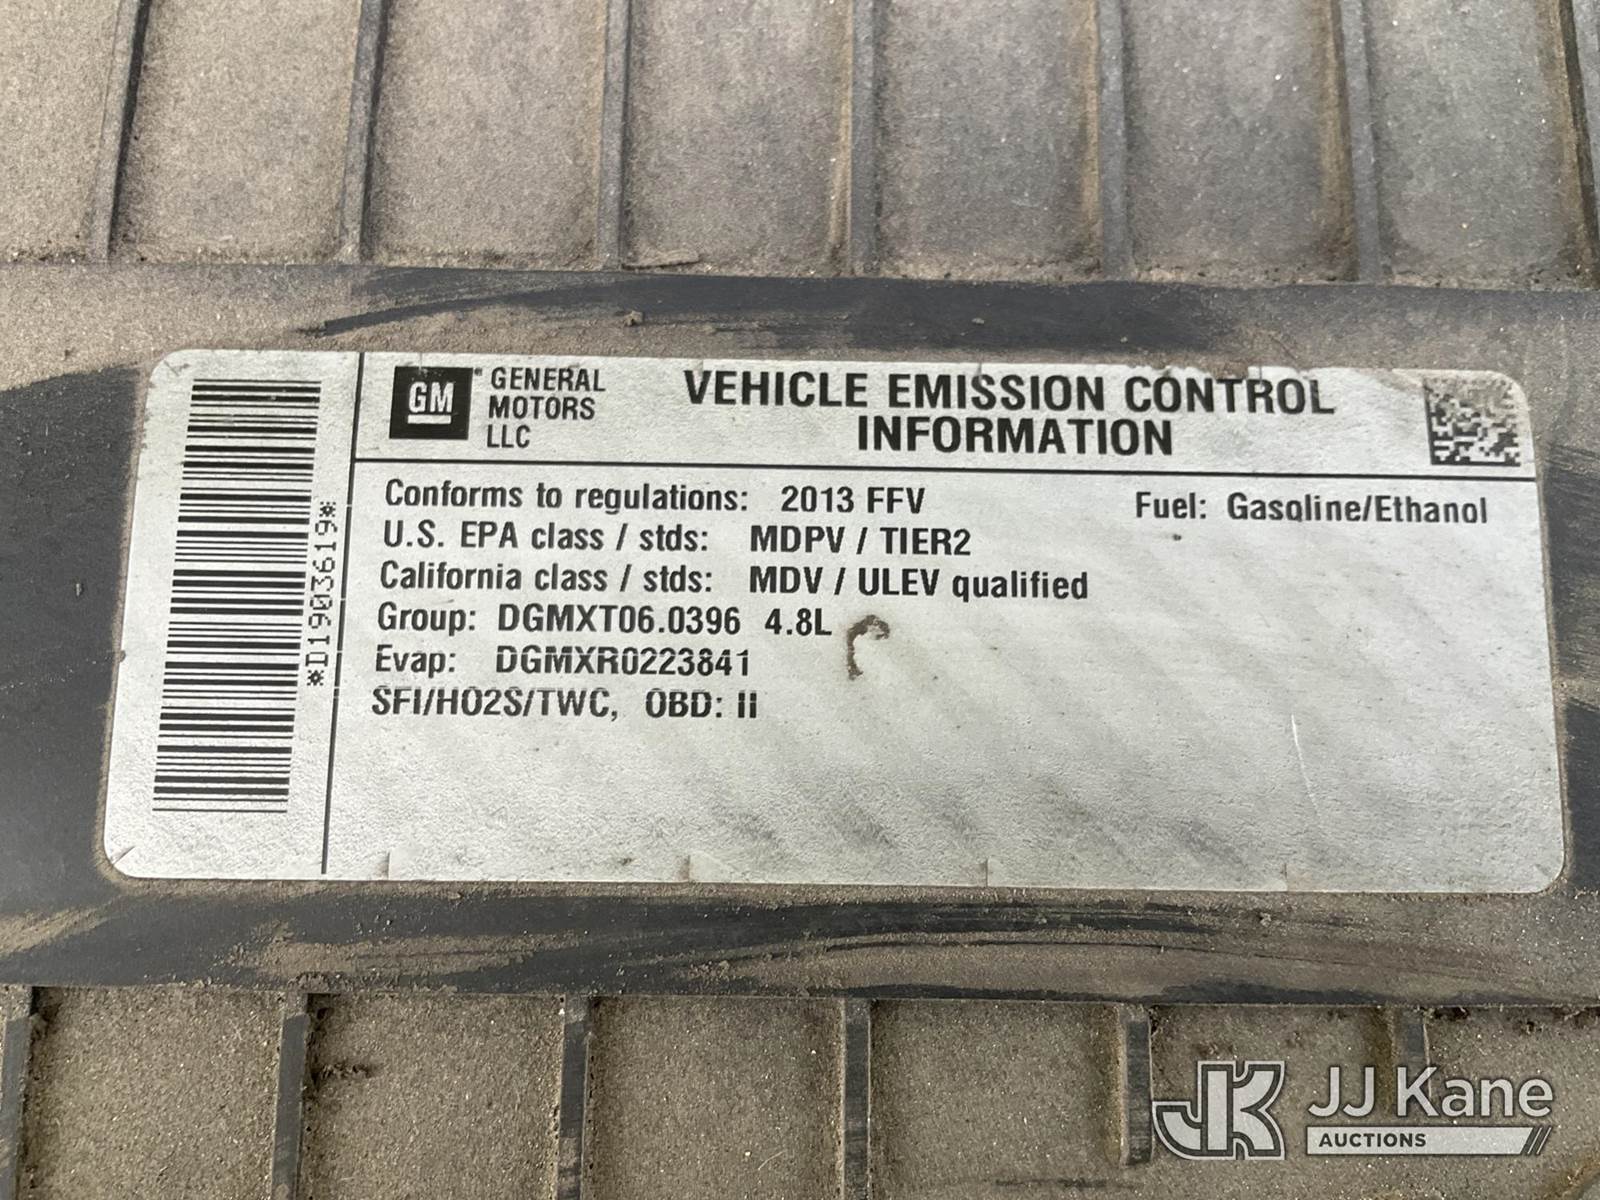 GM
GENERAL
MOTORS
LLC
VEHICLE EMISSION CONTROL
INFORMATION
Conforms to regulations: 2013 FFV
Fuel: Gasoline/Ethanol
U.S. EPA class / stds: MDPV / TIER2
California class / stds: MDV / ULEV qualified
Group: DGMXT06.0396 4.8L
Evap: DGMXR0223841
SFI/HO2S/TWC, OBD: II
*D1903619*
JK
JJ Kane
AUCTIONS